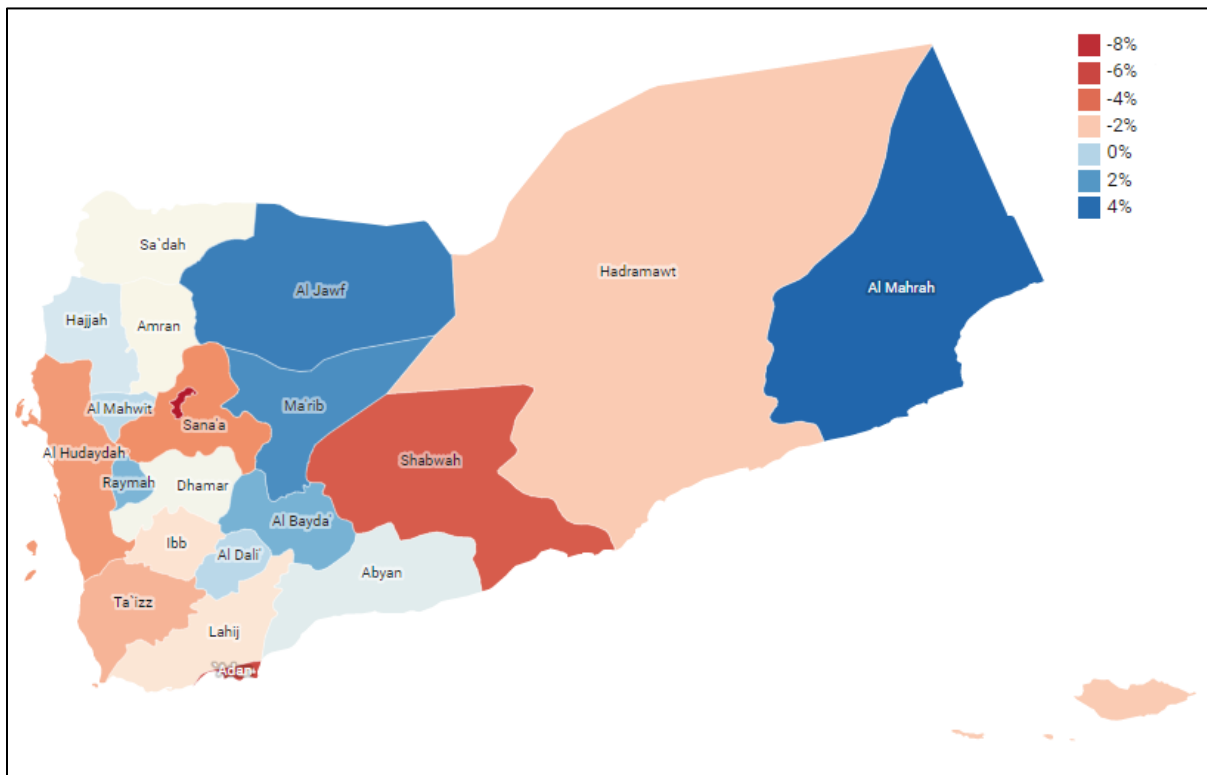 -8%
-6%
-4%
-2%
0%
2%
4%
Sa`dah
Al Jawf
Hadramawt
Al Mahrah
Hajjah
Amran
Al Mahwit
Ma'rib
Sana'a
Al Hudaydah
Shabwah
Raymah
Dhamar
Al Bayda'
Ibb
Al Dali'
Abyan
Ta`izz
Lahij
'Adan